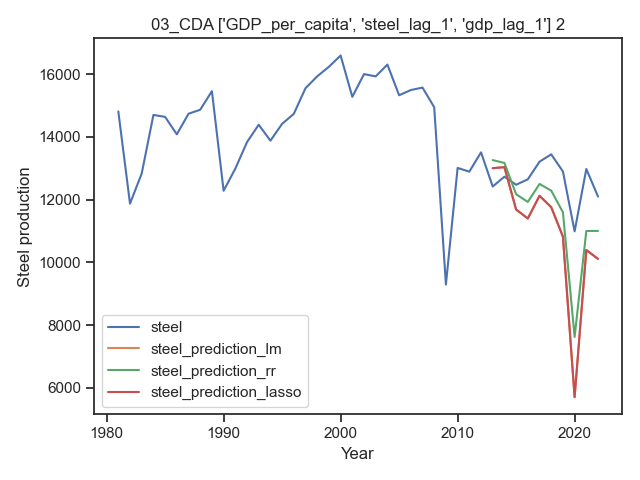 03_CDA ['GDP_per_capita', 'steel_lag_1', 'gdp_lag_1'] 2
Steel production
16000
14000
12000
10000
8000
6000
steel
steel_prediction_lm
steel_prediction_rr
steel_prediction_lasso
1980
1990
2000
2010
2020
Year